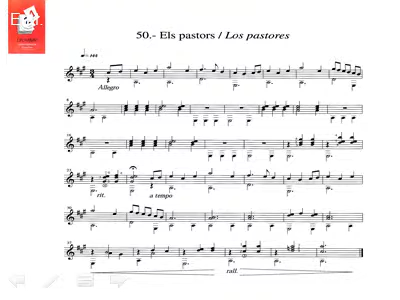 50.- Els pastors / Los pastores
Allegro
rit.
a tempo
rall.